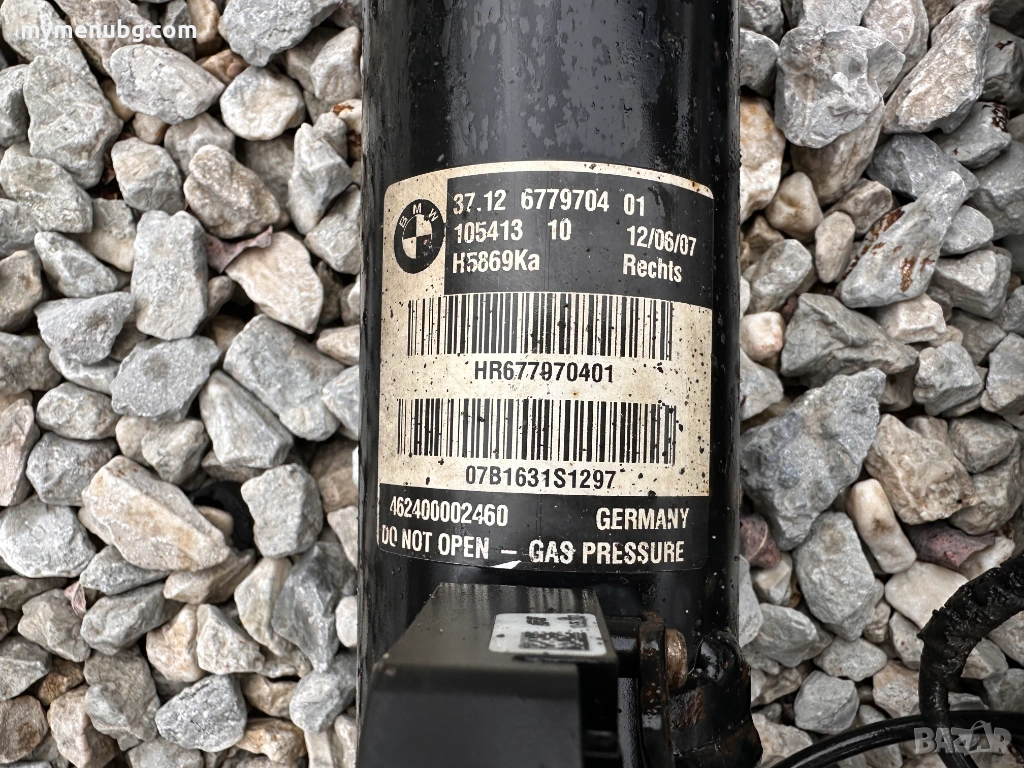 mymenubg.com
BMW
37.12 6779704 01
105413 10 12/06/07
H5869Ka Rechts
HR677970401
07B1631S1297
462400002460 GERMANY
DO NOT OPEN – GAS PRESSURE
BAZAR